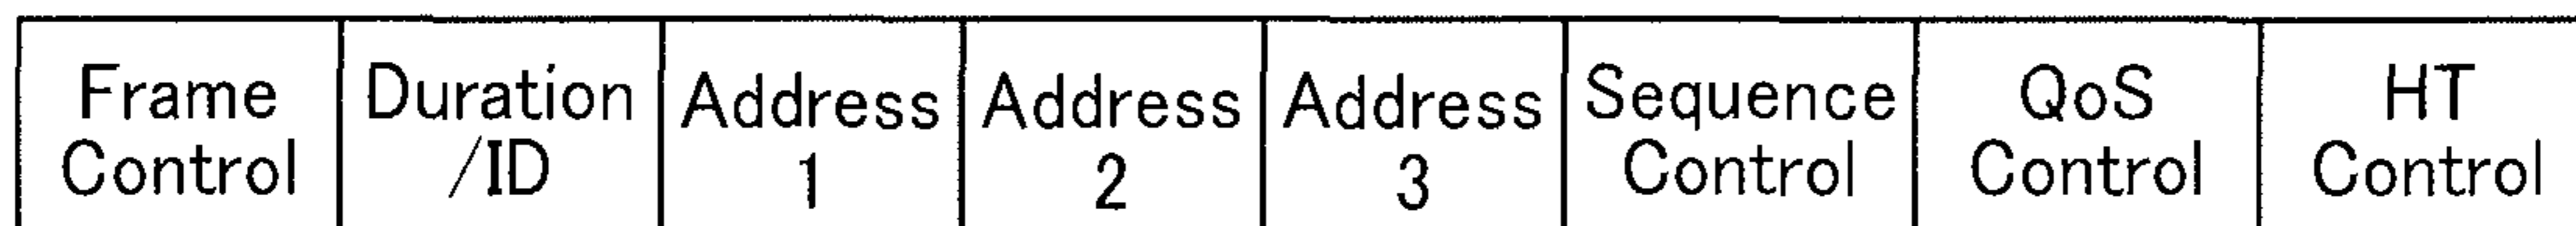 Frame
Control
Duration
/ID
Address
1
Address
2
Address
3
Sequence
Control
QoS
Control
HT
Control